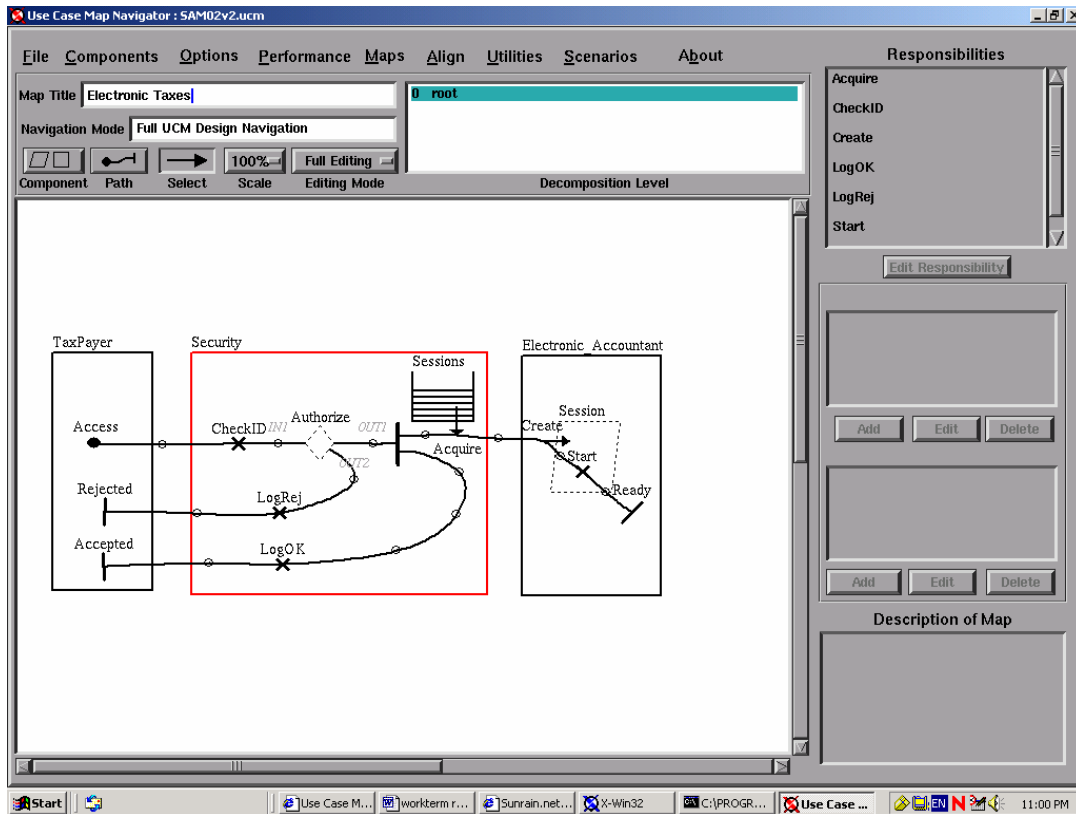 Use Case Map Navigator : SAM02v2.ucm
File Components Options Performance Maps Align Utilities Scenarios About
Map Title Electronic Taxes
Navigation Mode Full UCM Design Navigation
100% Full Editing
Component Path Select Scale Editing Mode
0 root
Decomposition Level
Responsibilities
Acquire
CheckID
Create
LogOK
LogRej
Start
Edit Responsibility
Add Edit Delete
Add Edit Delete
Description of Map
TaxPayer
Security
Electronic_Accountant
Sessions
Session
Access
CheckID
IN1
Authorize
OUT1
OUT2
Acquire
Create
Start
Ready
Rejected
LogRej
Accepted
LogOK
Start
Use Case M...
workterm r...
Sunrain.net...
X-Win32
C:\PROGR...
Use Case ...
EN
N
11:00 PM